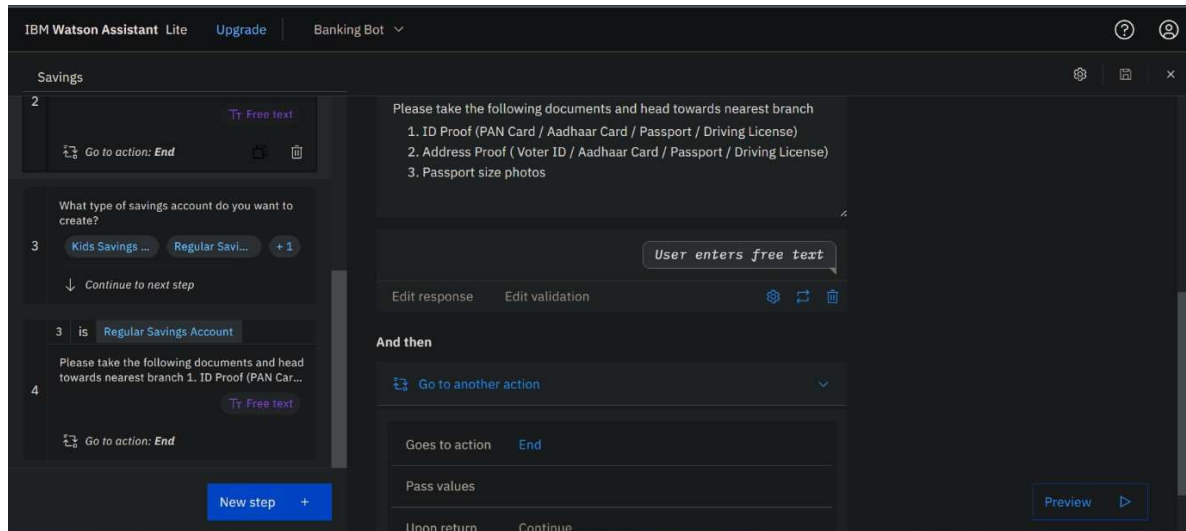 IBM Watson Assistant Lite Upgrade Banking Bot
Savings
2
Free text
Go to action: End
What type of savings account do you want to
create?
3
Kids Savings ... Regular Savi... + 1
Continue to next step
3 is Regular Savings Account
Please take the following documents and head
towards nearest branch 1. ID Proof (PAN Car...
4
Free text
Go to action: End
New step +
Please take the following documents and head towards nearest branch
1. ID Proof (PAN Card / Aadhaar Card / Passport / Driving License)
2. Address Proof ( Voter ID / Aadhaar Card / Passport / Driving License)
3. Passport size photos
User enters free text
Edit response Edit validation
And then
Go to another action
Goes to action End
Pass values
Upon return Continue
Preview